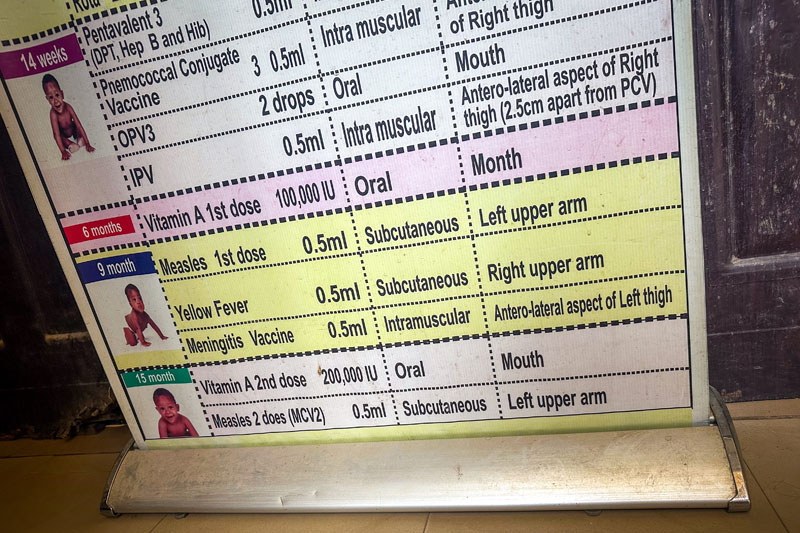 Rota 0.5ml
14 weeks
Pentavalent 3
(DPT, Hep B and Hib) Intra muscular of Right thigh
Pnemococcal Conjugate
Vaccine 3 0.5ml Oral Mouth
OPV3 2 drops Intra muscular Antero-lateral aspect of Right
thigh (2.5cm apart from PCV)
IPV 0.5ml
6 months Vitamin A 1st dose 100,000 IU Oral Month
9 month Measles 1st dose 0.5ml Subcutaneous Left upper arm
Yellow Fever 0.5ml Subcutaneous Right upper arm
Meningitis Vaccine 0.5ml Intramuscular Antero-lateral aspect of Left thigh
15 month Vitamin A 2nd dose 200,000 IU Oral Mouth
Measles 2 does (MCV2) 0.5ml Subcutaneous Left upper arm